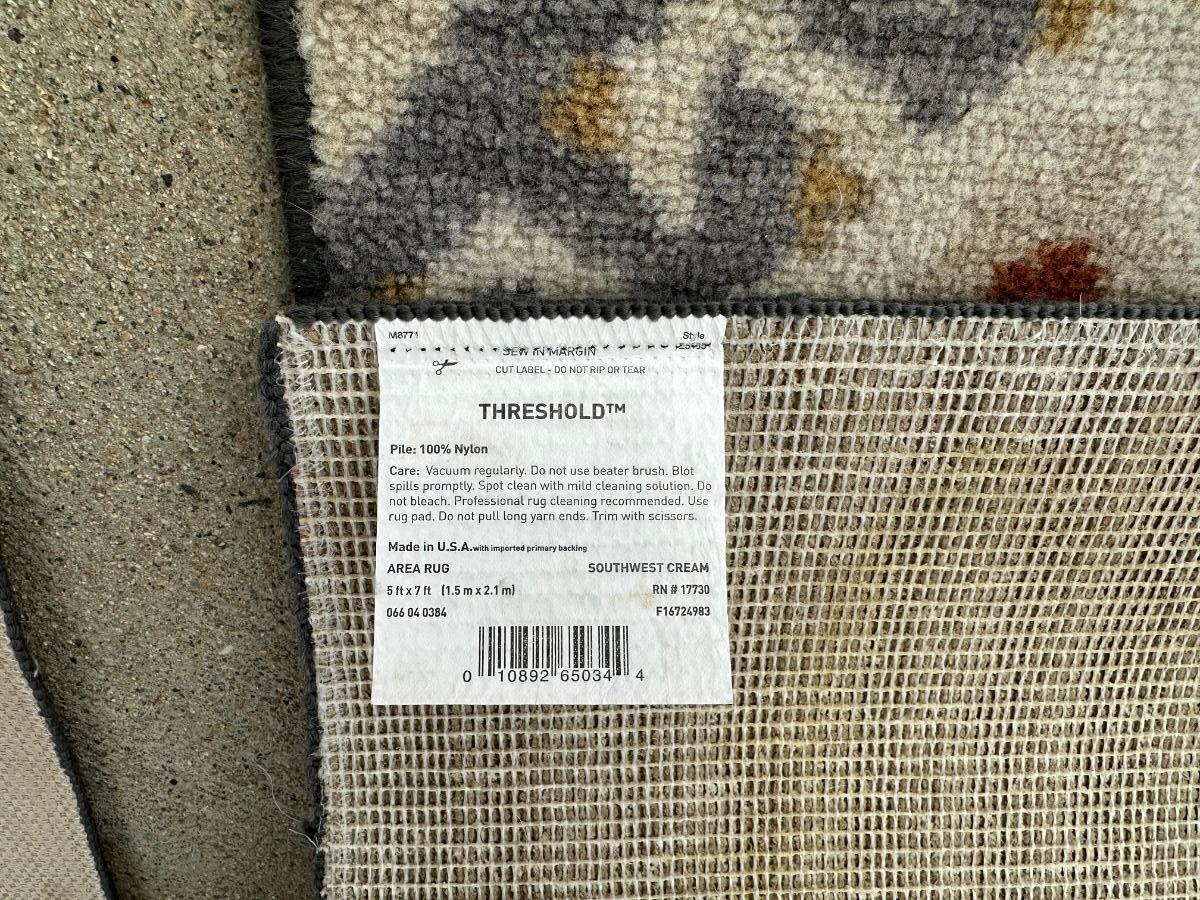 M8771 Style
SEW IN MARGIN
CUT LABEL - DO NOT RIP OR TEAR
THRESHOLD™
Pile: 100% Nylon
Care: Vacuum regularly. Do not use beater brush. Blot
spills promptly. Spot clean with mild cleaning solution. Do
not bleach. Professional rug cleaning recommended. Use
rug pad. Do not pull long yarn ends. Trim with scissors.
Made in U.S.A. with imported primary backing
AREA RUG SOUTHWEST CREAM
5 ft x 7 ft (1.5 m x 2.1 m) RN # 17730
066 04 0384 F16724983
0 10892 65034 4